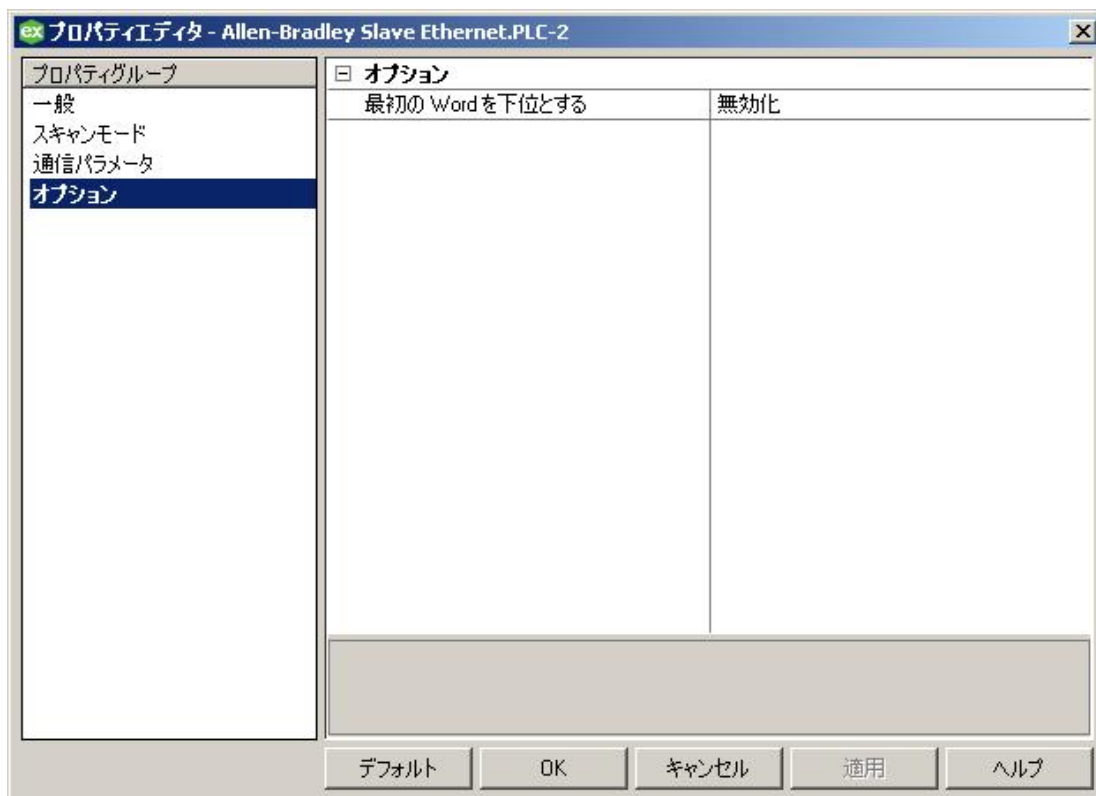 ex プロパティエディタ - Allen-Bradley Slave Ethernet.PLC-2
プロパティグループ
一般
スキャンモード
通信パラメータ
オプション
オプション
最初の Word を下位とする 無効化
デフォルト OK キャンセル 適用 ヘルプ